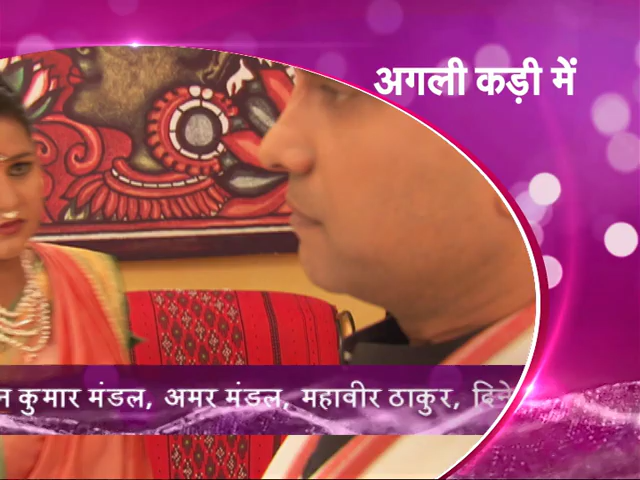 अगली कड़ी में
कुमार मंडल, अमर मंडल, महावीर ठाकुर,